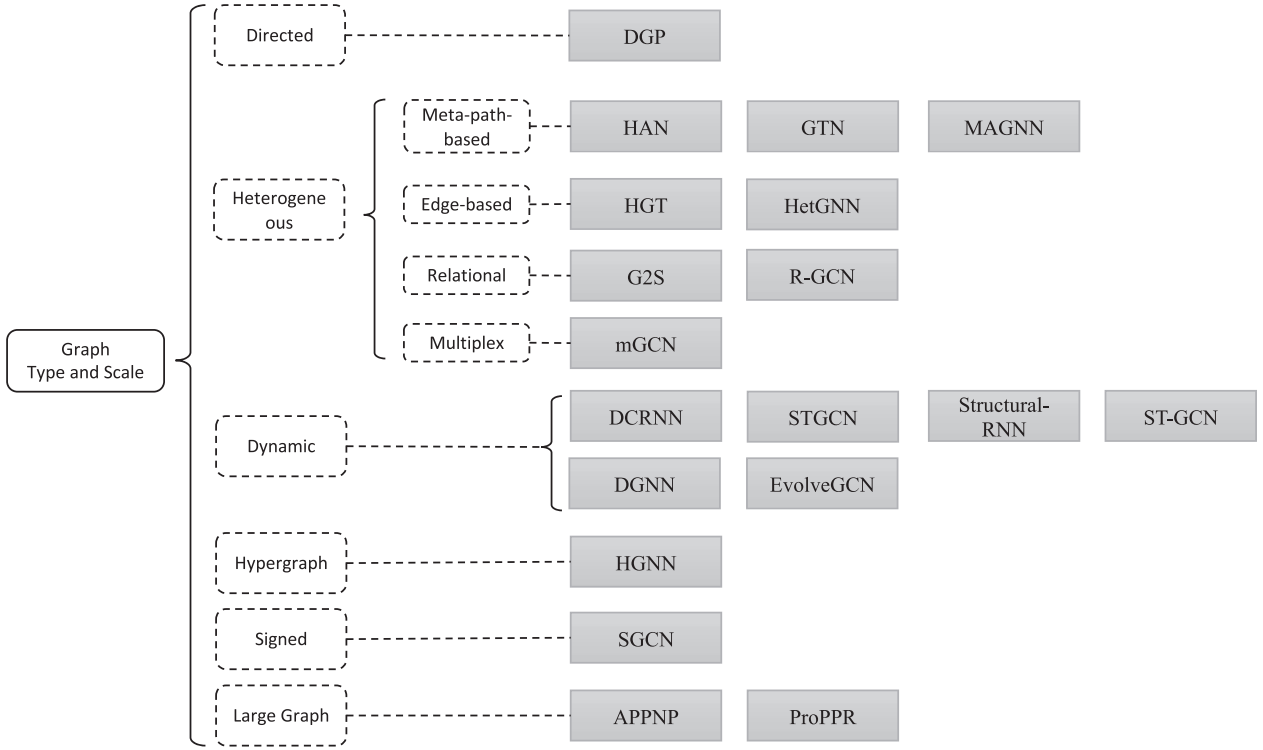 Directed
DGP
Meta-path-
based
HAN
GTN
MAGNN
Heterogene
ous
Edge-based
HGT
HetGNN
Relational
G2S
R-GCN
Multiplex
mGCN
Graph
Type and Scale
Dynamic
DCRNN
STGCN
Structural-
RNN
ST-GCN
DGNN
EvolveGCN
Hypergraph
HGNN
Signed
SGCN
Large Graph
APPNP
ProPPR